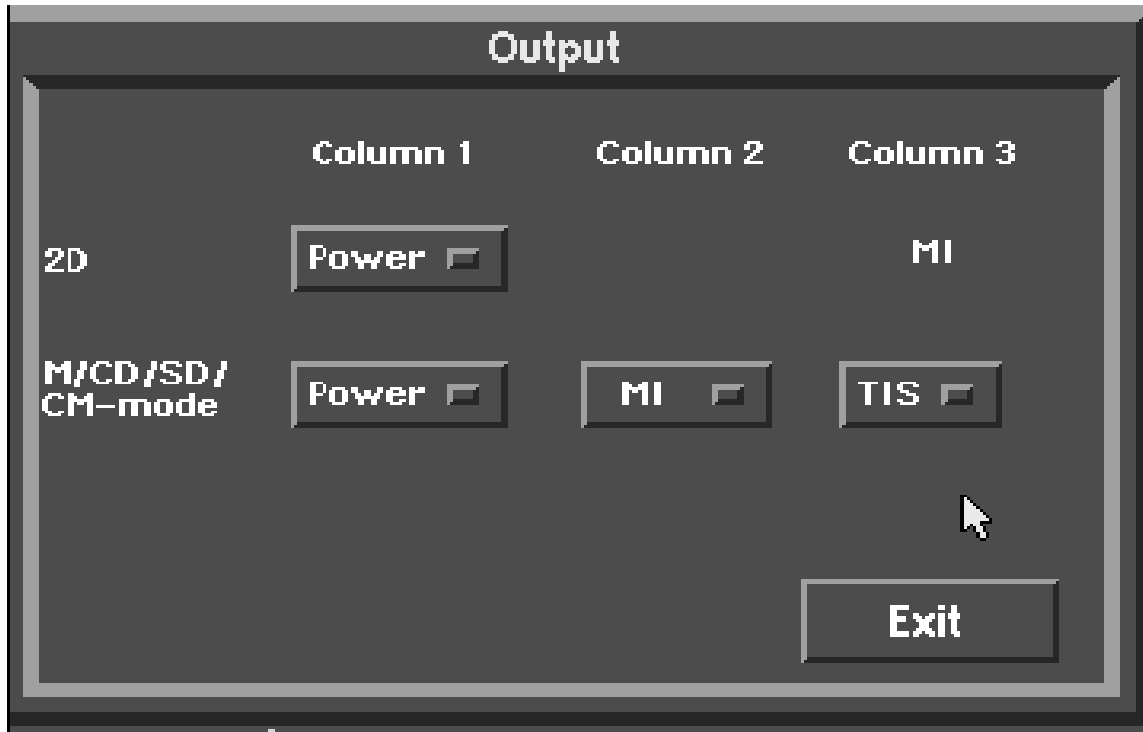 Output
Column 1 Column 2 Column 3
2D Power MI
M/CD/SD/
CM-mode Power MI TIS
Exit